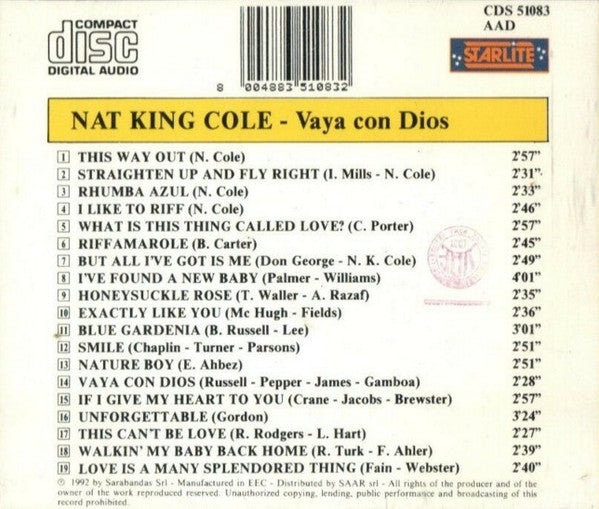 COMPACT
disc
DIGITAL AUDIO
CDS 51083
AAD
STARLITE
8 004883 510832
NAT KING COLE - Vaya con Dios
1 THIS WAY OUT (N. Cole) 2'57”
2 STRAIGHTEN UP AND FLY RIGHT (I. Mills - N. Cole) 2'31”
3 RHUMBA AZUL (N. Cole) 2'33”
4 I LIKE TO RIFF (N. Cole) 2'46”
5 WHAT IS THIS THING CALLED LOVE? (C. Porter) 2'57”
6 RIFFAMAROLE (B. Carter) 2'45”
7 BUT ALL I'VE GOT IS ME (Don George - N. K. Cole) 2'49”
8 I'VE FOUND A NEW BABY (Palmer - Williams) 4'01”
9 HONEYSUCKLE ROSE (T. Waller - A. Razaf) 2'35”
10 EXACTLY LIKE YOU (Mc Hugh - Fields) 2'36”
11 BLUE GARDENIA (B. Russell - Lee) 3'01”
12 SMILE (Chaplin - Turner - Parsons) 2'51”
13 NATURE BOY (E. Ahbez) 2'51”
14 VAYA CON DIOS (Russell - Pepper - James - Gamboa) 2'28”
15 IF I GIVE MY HEART TO YOU (Crane - Jacobs - Brewster) 2'57”
16 UNFORGETTABLE (Gordon) 3'24”
17 THIS CAN'T BE LOVE (R. Rodgers - L. Hart) 2'27”
18 WALKIN' MY BABY BACK HOME (R. Turk - F. Ahler) 2'39”
19 LOVE IS A MANY SPLENDORED THING (Fain - Webster) 2'40”
℗ 1992 by Sarabandas Srl - Manufactured in EEC - Distributed by SAAR srl - All rights of the producer and of the
owner of the work reproduced reserved. Unauthorized copying, lending, public performance and broadcasting of this
record prohibited.